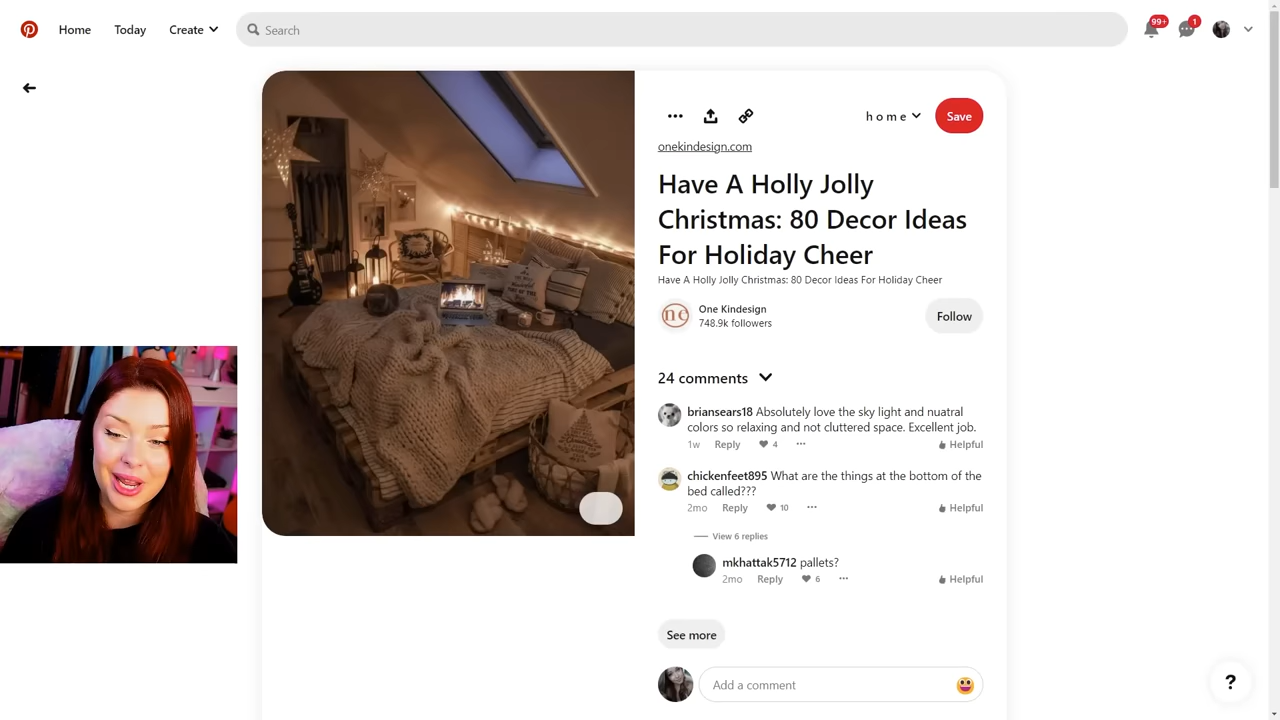 Home
Today
Create
Search
99+
1
home
Save
onekindesign.com
Have A Holly Jolly
Christmas: 80 Decor Ideas
For Holiday Cheer
Have A Holly Jolly Christmas: 80 Decor Ideas For Holiday Cheer
ne
One Kindesign
748.9k followers
Follow
24 comments
briansears18 Absolutely love the sky light and nuatral
colors so relaxing and not cluttered space. Excellent job.
1w Reply 4 ... Helpful
chickenfeet895 What are the things at the bottom of the
bed called???
2mo Reply 10 ... Helpful
View 6 replies
mkhattak5712 pallets?
2mo Reply 6 ... Helpful
See more
Add a comment
?